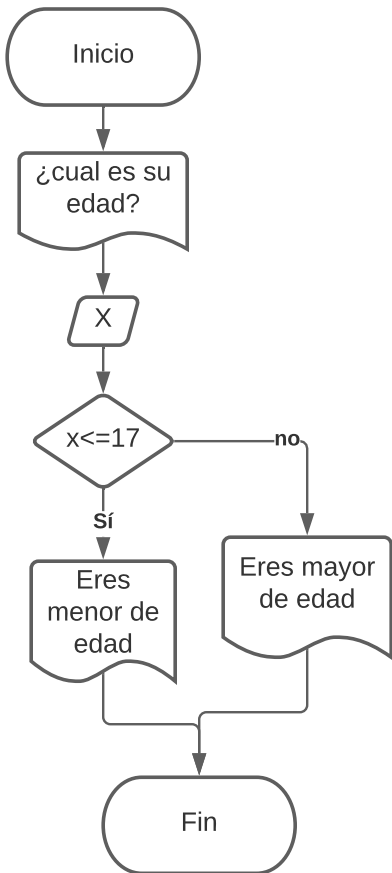 Inicio
¿cual es su
edad?
X
x<=17
no
Sí
Eres
menor de
edad
Eres mayor
de edad
Fin